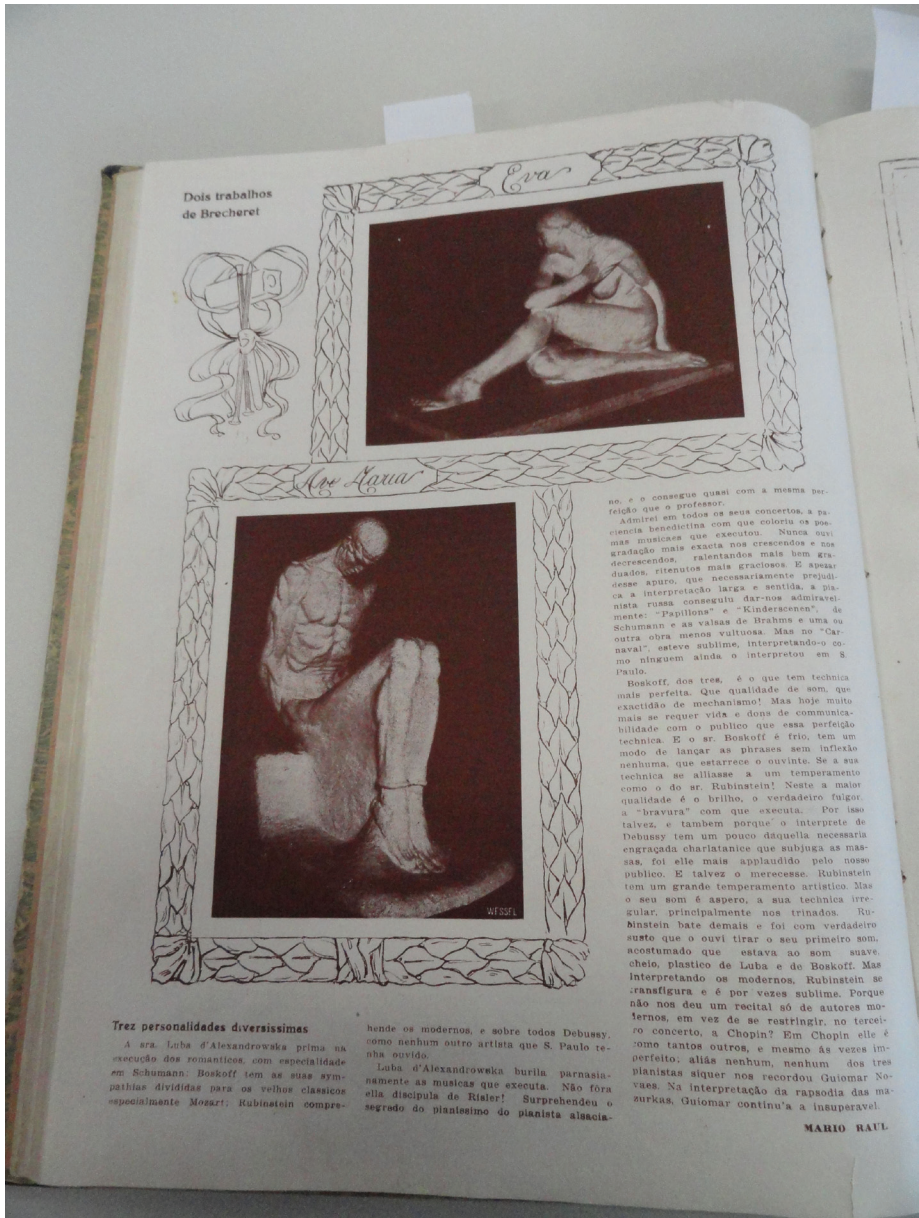 Dois trabalhos
de Brecheret
Eva
Ave Maria
WESSEL
Trez personalidades diversissimas
A sra. Luba d'Alexandrowska prima na
execução dos romanticos, com especialidade
em Schumann. Boskoff tem as suas sym-
pathias divididas para os velhos classicos
especialmente Mozart; Rubinstein compre-
hende os modernos, e sobre todos Debussy,
como nenhum outro artista que S. Paulo te-
nha ouvido.
Luba d'Alexandrowska burila parnasia-
namente as musicas que executa. Não fôra
ella discipula de Risler! Surprehendeu o
segredo do pianissimo do pianista alsacia-
no, e o consegue quasi com a mesma per-
feição que o professor.
Admirei em todos os seus concertos, a pa-
ciencia benedictina com que coloriu os poe-
mas musicaes que executou. Nunca ouvi
gradação mais exacta nos crescendos e nos
decrescendos, ralentandos mais bem gra-
duados, ritenutos mais graciosos. E apezar
desse apuro, que necessariamente prejudi-
ca a interpretação larga e sentida, a pia-
nista russa conseguiu dar-nos admiravel-
mente: "Papillons" e "Kinderscenen", de
Schumann e as valsas de Brahms e uma ou
outra obra menos vultuosa. Mas no "Car-
naval", esteve sublime, interpretando-o co-
mo ninguem ainda o interpretou em S.
Paulo.
Boskoff, dos tres, é o que tem technica
mais perfeita. Que qualidade de som, que
exactidão de mechanismo! Mas hoje muito
mais se requer vida e dons de communica-
bilidade com o publico que essa perfeição
technica. E o sr. Boskoff é frio, tem um
modo de lançar as phrases sem inflexão
nenhuma, que estarrece o ouvinte. Se a sua
technica se alliasse a um temperamento
como o do sr. Rubinstein! Neste a maior
qualidade é o brilho, o verdadeiro fulgor,
a "bravura" com que executa. Por isso
talvez, e tambem porque o interprete de
Debussy tem um pouco daquella necessaria
engraçada charlatanice que subjuga as mas-
sas, foi elle mais applaudido pelo nosso
publico. E talvez o merecesse. Rubinstein
tem um grande temperamento artistico. Mas
o seu som é aspero, a sua technica irre-
gular, principalmente nos trinados. Ru-
binstein bate demais e foi com verdadeiro
susto que o ouvi tirar o seu primeiro som,
acostumado que estava ao som suave,
cheio, plastico de Luba e de Boskoff. Mas
interpretando os modernos, Rubinstein se
transfigura e é por vezes sublime. Porque
não nos deu um recital só de autores mo-
dernos, em vez de se restringir, no tercei-
ro concerto, a Chopin? Em Chopin elle é
como tantos outros, e mesmo ás vezes im-
perfeito; aliás nenhum, nenhum dos tres
pianistas siquer nos recordou Guiomar No-
vaes. Na interpretação da rapsodia das ma-
zurkas, Guiomar continu'a a insuperavel.
MARIO RAUL